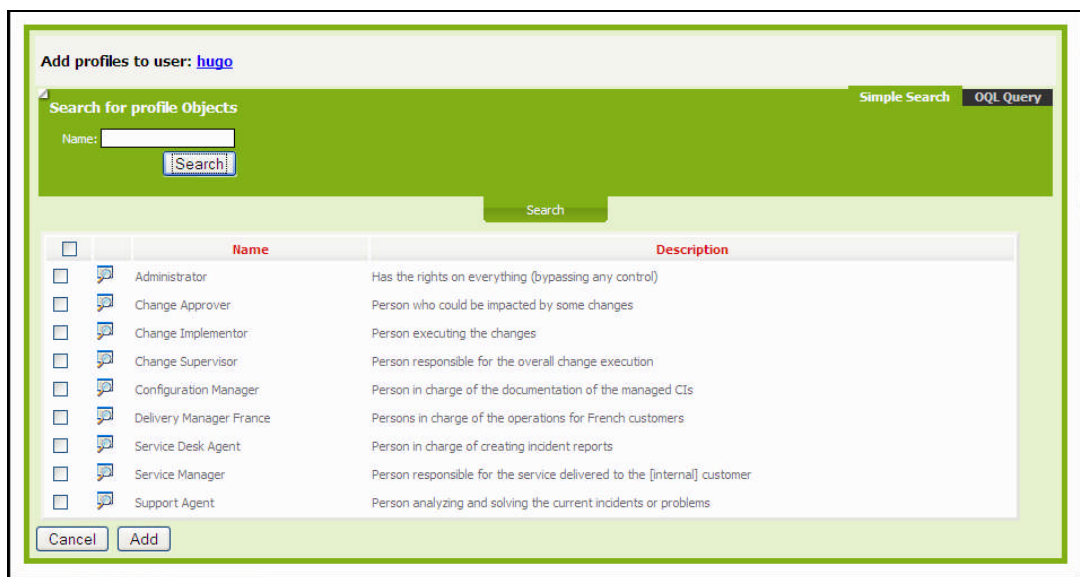 Add profiles to user: hugo
Simple Search OQL Query
Search for profile Objects
Name:
Search
Search
Name Description
Administrator Has the rights on everything (bypassing any control)
Change Approver Person who could be impacted by some changes
Change Implementor Person executing the changes
Change Supervisor Person responsible for the overall change execution
Configuration Manager Person in charge of the documentation of the managed CIs
Delivery Manager France Persons in charge of the operations for French customers
Service Desk Agent Person in charge of creating incident reports
Service Manager Person responsible for the service delivered to the [internal] customer
Support Agent Person analyzing and solving the current incidents or problems
Cancel Add